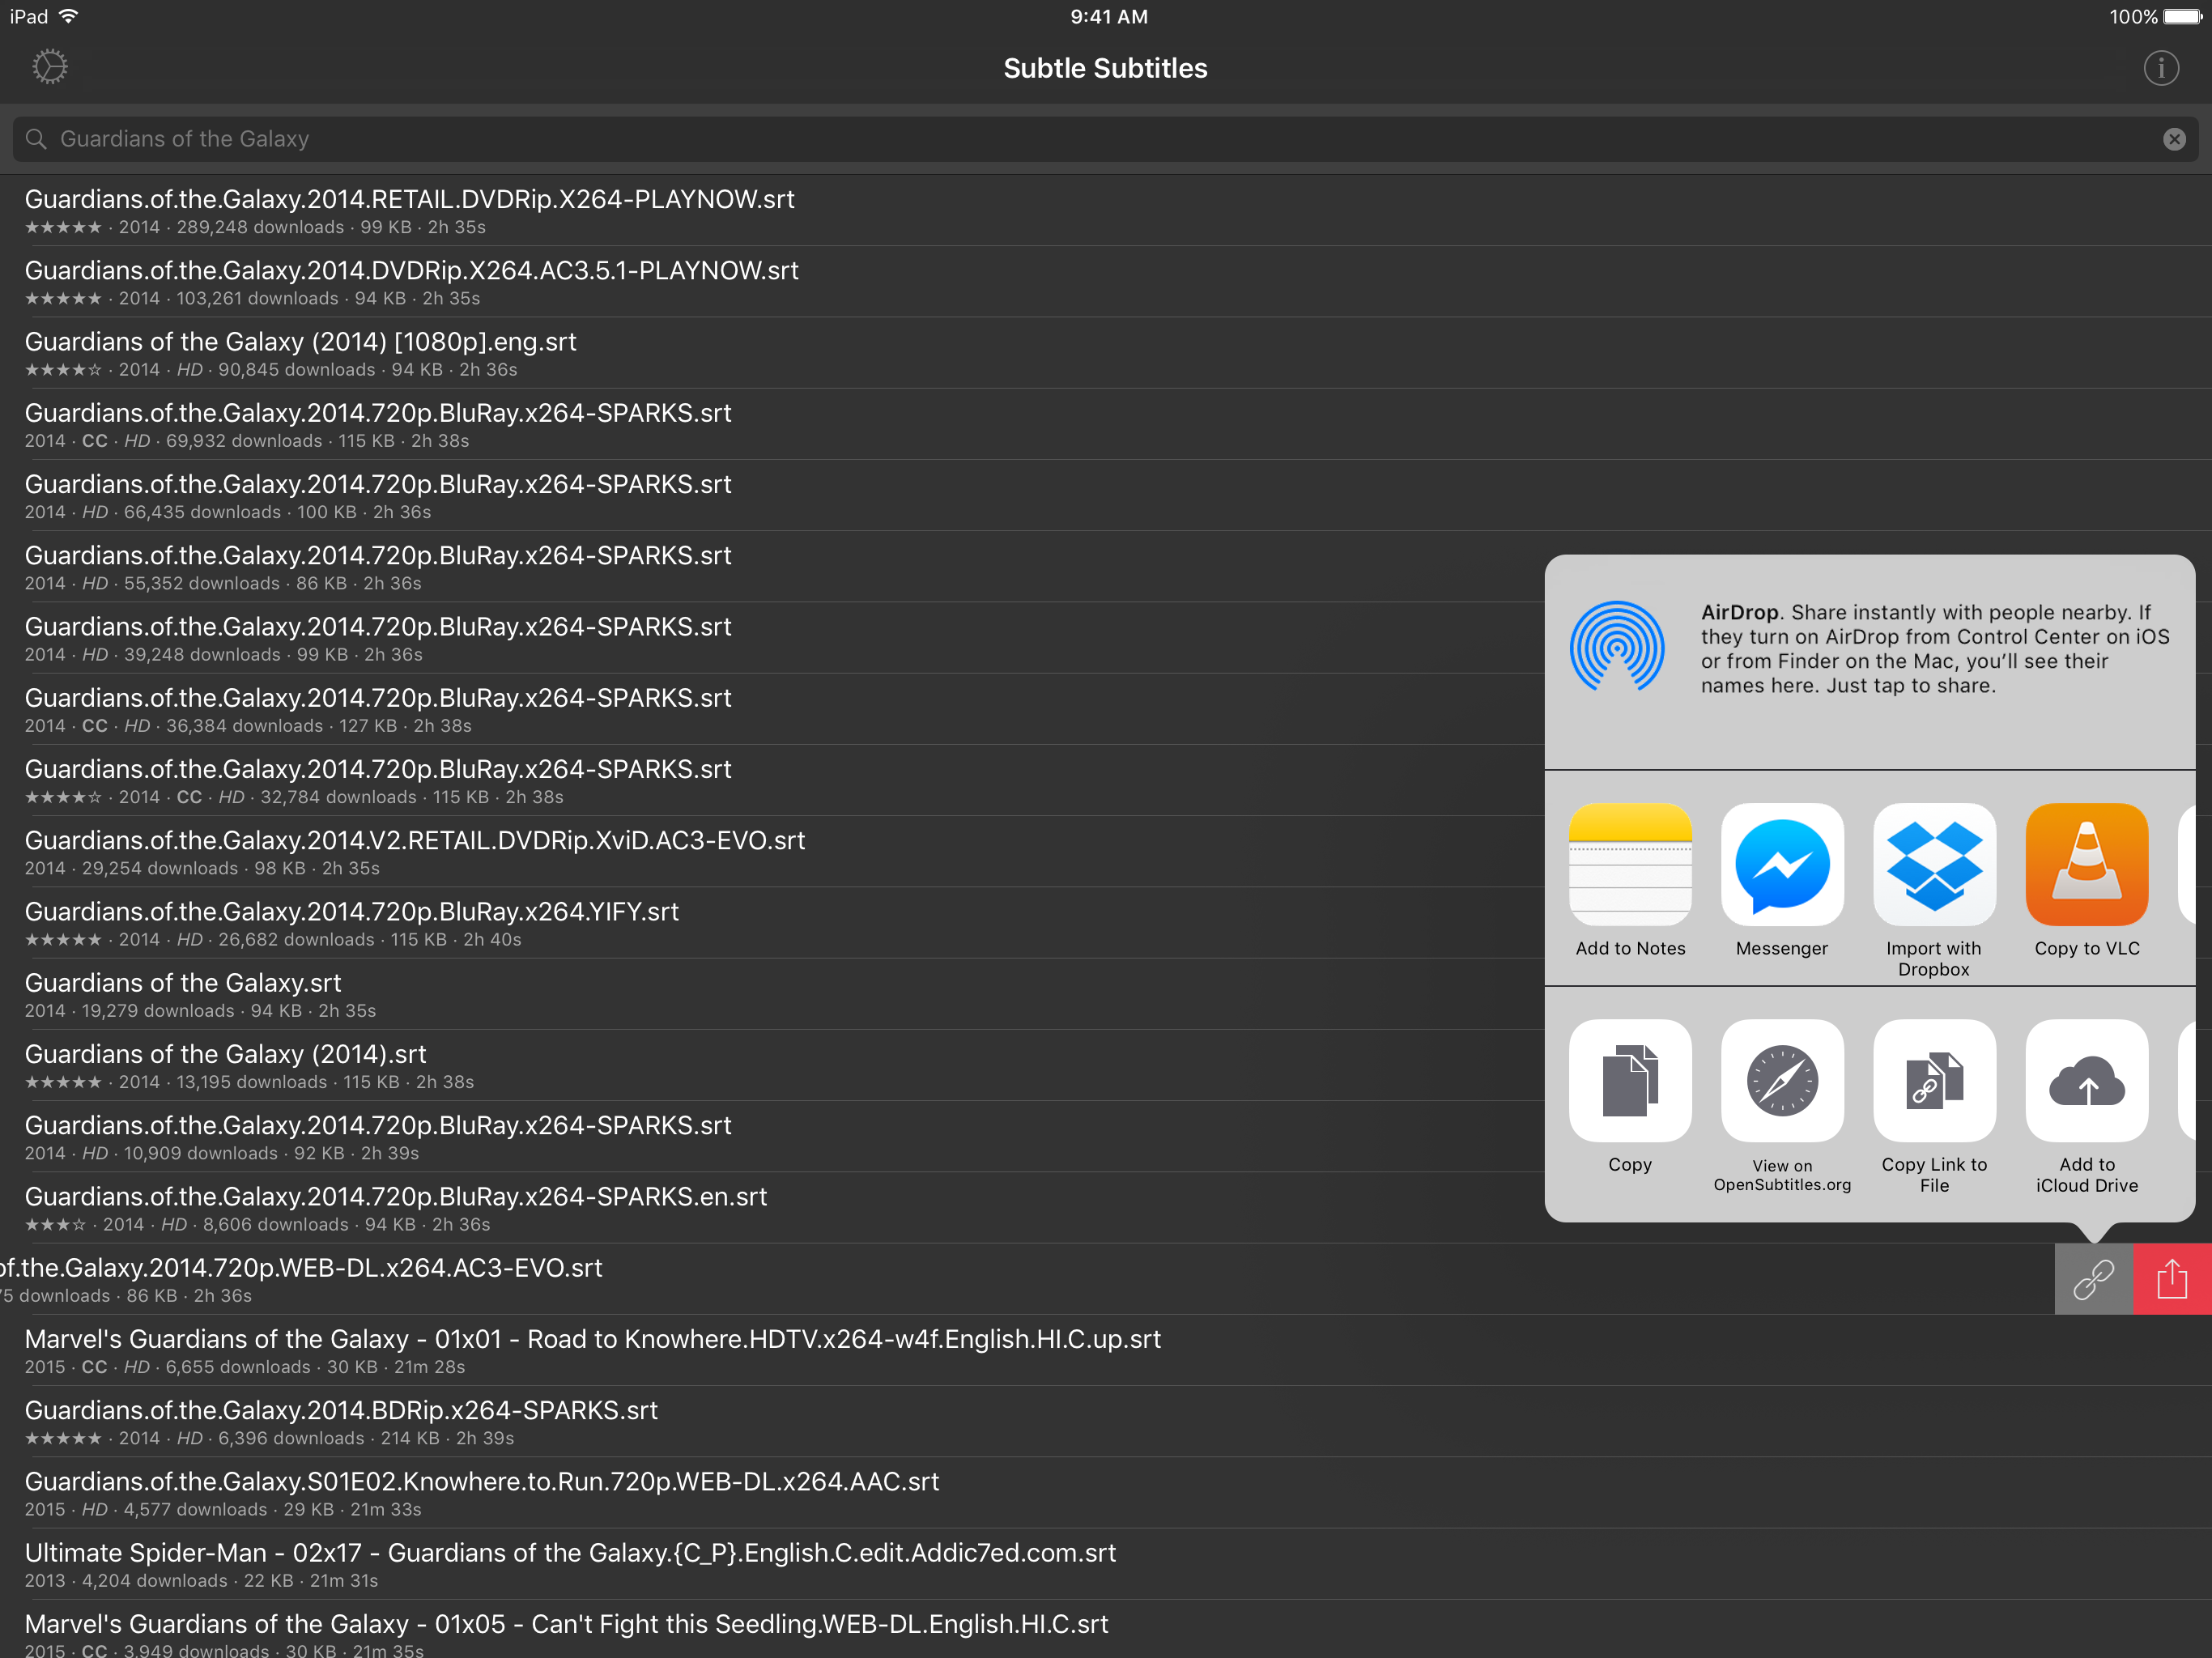 iPad 9:41 AM 100%
Subtle Subtitles
Guardians of the Galaxy
Guardians.of.the.Galaxy.2014.RETAIL.DVDRip.X264-PLAYNOW.srt
★★★★★ · 2014 · 289,248 downloads · 99 KB · 2h 35s
Guardians.of.the.Galaxy.2014.DVDRip.X264.AC3.5.1-PLAYNOW.srt
★★★★★ · 2014 · 103,261 downloads · 94 KB · 2h 35s
Guardians of the Galaxy (2014) [1080p].eng.srt
★★★★☆ · 2014 · HD · 90,845 downloads · 94 KB · 2h 36s
Guardians.of.the.Galaxy.2014.720p.BluRay.x264-SPARKS.srt
2014 · CC · HD · 69,932 downloads · 115 KB · 2h 38s
Guardians.of.the.Galaxy.2014.720p.BluRay.x264-SPARKS.srt
2014 · HD · 66,435 downloads · 100 KB · 2h 36s
Guardians.of.the.Galaxy.2014.720p.BluRay.x264-SPARKS.srt
2014 · HD · 55,352 downloads · 86 KB · 2h 36s
Guardians.of.the.Galaxy.2014.720p.BluRay.x264-SPARKS.srt
2014 · HD · 39,248 downloads · 99 KB · 2h 36s
Guardians.of.the.Galaxy.2014.720p.BluRay.x264-SPARKS.srt
2014 · CC · HD · 36,384 downloads · 127 KB · 2h 38s
Guardians.of.the.Galaxy.2014.720p.BluRay.x264-SPARKS.srt
★★★★☆ · 2014 · CC · HD · 32,784 downloads · 115 KB · 2h 38s
Guardians.of.the.Galaxy.2014.V2.RETAIL.DVDRip.XviD.AC3-EVO.srt
2014 · 29,254 downloads · 98 KB · 2h 35s
Guardians.of.the.Galaxy.2014.720p.BluRay.x264.YIFY.srt
★★★★★ · 2014 · HD · 26,682 downloads · 115 KB · 2h 40s
Guardians of the Galaxy.srt
2014 · 19,279 downloads · 94 KB · 2h 35s
Guardians of the Galaxy (2014).srt
★★★★★ · 2014 · 13,195 downloads · 115 KB · 2h 38s
Guardians.of.the.Galaxy.2014.720p.BluRay.x264-SPARKS.srt
2014 · HD · 10,909 downloads · 92 KB · 2h 39s
Guardians.of.the.Galaxy.2014.720p.BluRay.x264-SPARKS.en.srt
★★★☆ · 2014 · HD · 8,606 downloads · 94 KB · 2h 36s
of.the.Galaxy.2014.720p.WEB-DL.x264.AC3-EVO.srt
75 downloads · 86 KB · 2h 36s
Marvel's Guardians of the Galaxy - 01x01 - Road to Knowhere.HDTV.x264-w4f.English.HI.C.up.srt
2015 · CC · HD · 6,655 downloads · 30 KB · 21m 28s
Guardians.of.the.Galaxy.2014.BDRip.x264-SPARKS.srt
★★★★★ · 2014 · HD · 6,396 downloads · 214 KB · 2h 39s
Guardians.of.the.Galaxy.S01E02.Knowhere.to.Run.720p.WEB-DL.x264.AAC.srt
2015 · HD · 4,577 downloads · 29 KB · 21m 33s
Ultimate Spider-Man - 02x17 - Guardians of the Galaxy.{C_P}.English.C.edit.Addic7ed.com.srt
2013 · 4,204 downloads · 22 KB · 21m 31s
Marvel's Guardians of the Galaxy - 01x05 - Can't Fight this Seedling.WEB-DL.English.HI.C.srt
2015 · CC · 3,949 downloads · 30 KB · 21m 35s
AirDrop. Share instantly with people nearby. If
they turn on AirDrop from Control Center on iOS
or from Finder on the Mac, you’ll see their
names here. Just tap to share.
Add to Notes
Messenger
Import with
Dropbox
Copy to VLC
Copy
View on
OpenSubtitles.org
Copy Link to
File
Add to
iCloud Drive